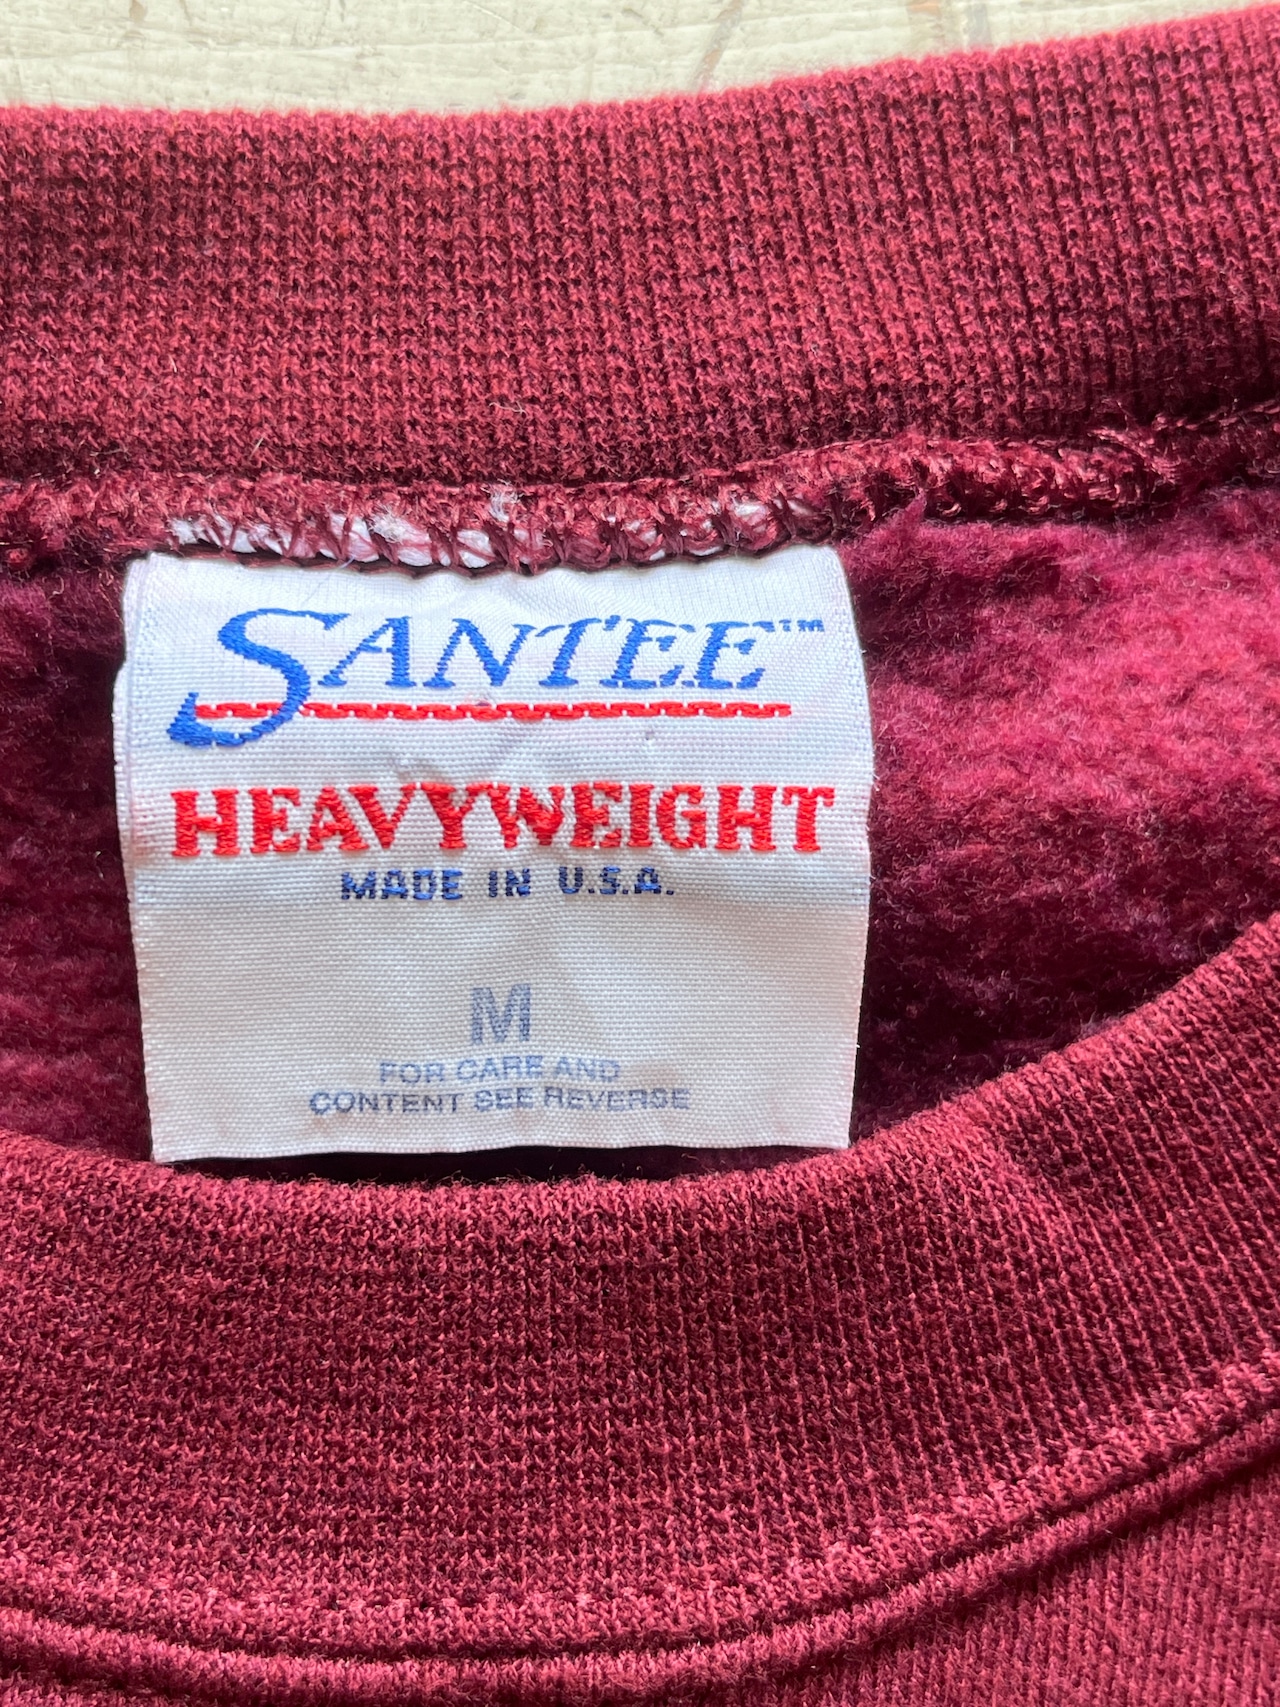 SANTEE™
HEAVYWEIGHT
MADE IN U.S.A.
M
FOR CARE AND
CONTENT SEE REVERSE